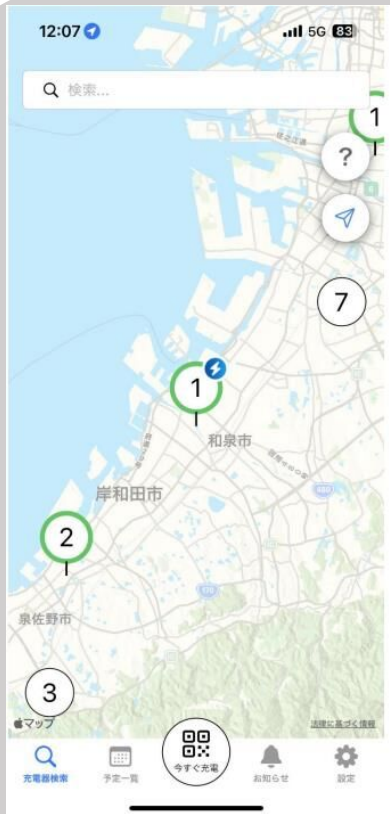 12:07
5G 83
検索...
1
?
7
1
和泉市
480
岸和田市
2
170
泉佐野市
3
マップ
法律に基づく情報
今すぐ充電
充電器検索
予定一覧
お知らせ
設定